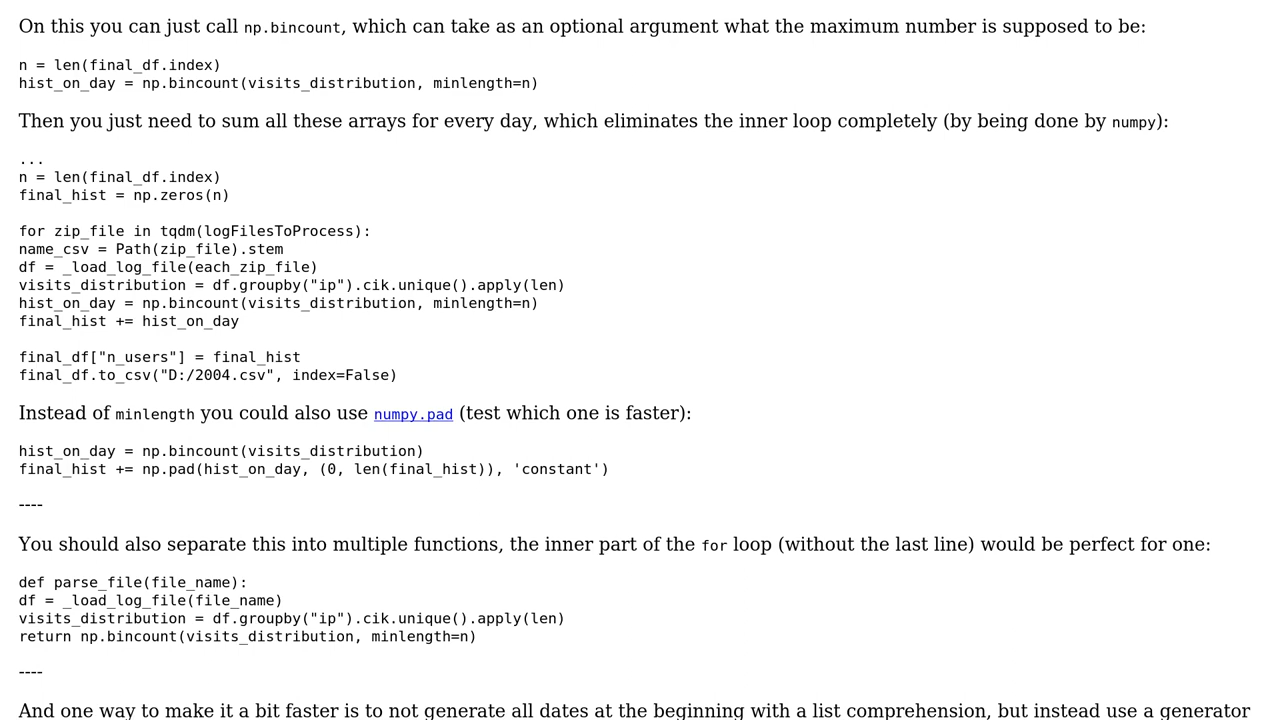 On this you can just call np.bincount, which can take as an optional argument what the maximum number is supposed to be:
n = len(final_df.index)
hist_on_day = np.bincount(visits_distribution, minlength=n)
Then you just need to sum all these arrays for every day, which eliminates the inner loop completely (by being done by numpy):
...
n = len(final_df.index)
final_hist = np.zeros(n)
for zip_file in tqdm(logFilesToProcess):
name_csv = Path(zip_file).stem
df = _load_log_file(each_zip_file)
visits_distribution = df.groupby("ip").cik.unique().apply(len)
hist_on_day = np.bincount(visits_distribution, minlength=n)
final_hist += hist_on_day
final_df["n_users"] = final_hist
final_df.to_csv("D:/2004.csv", index=False)
Instead of minlength you could also use numpy.pad (test which one is faster):
hist_on_day = np.bincount(visits_distribution)
final_hist += np.pad(hist_on_day, (0, len(final_hist)), 'constant')
----
You should also separate this into multiple functions, the inner part of the for loop (without the last line) would be perfect for one:
def parse_file(file_name):
df = _load_log_file(file_name)
visits_distribution = df.groupby("ip").cik.unique().apply(len)
return np.bincount(visits_distribution, minlength=n)
----
And one way to make it a bit faster is to not generate all dates at the beginning with a list comprehension, but instead use a generator